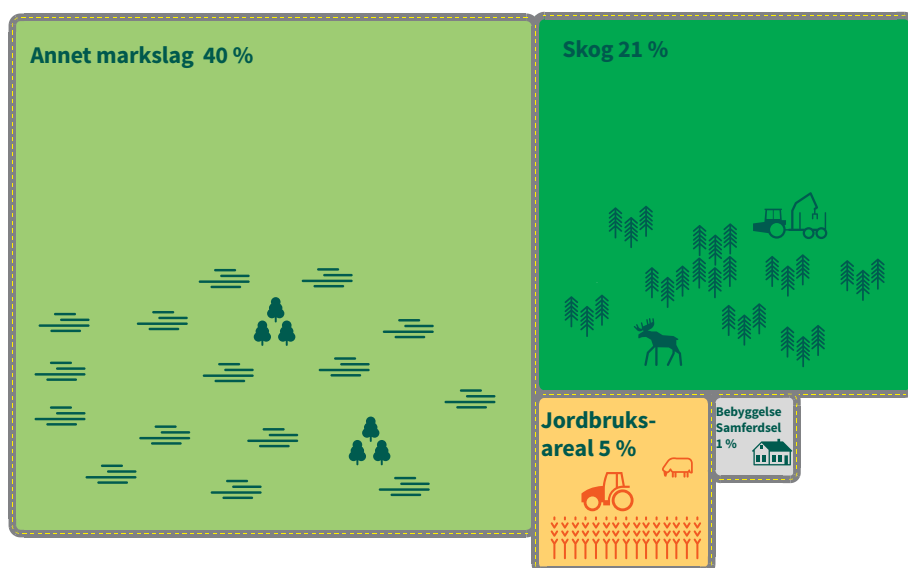 Annet markslag  40 %
Skog 21 %
Jordbruks-
areal 5 %
Bebyggelse
Samferdsel
1 %